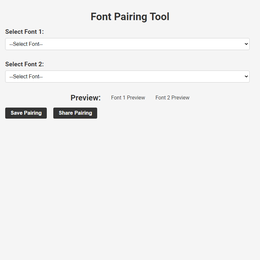 Font Pairing Tool
Select Font 1:
--Select Font--
Select Font 2:
--Select Font--
Preview: Font 1 Preview Font 2 Preview
Save Pairing Share Pairing